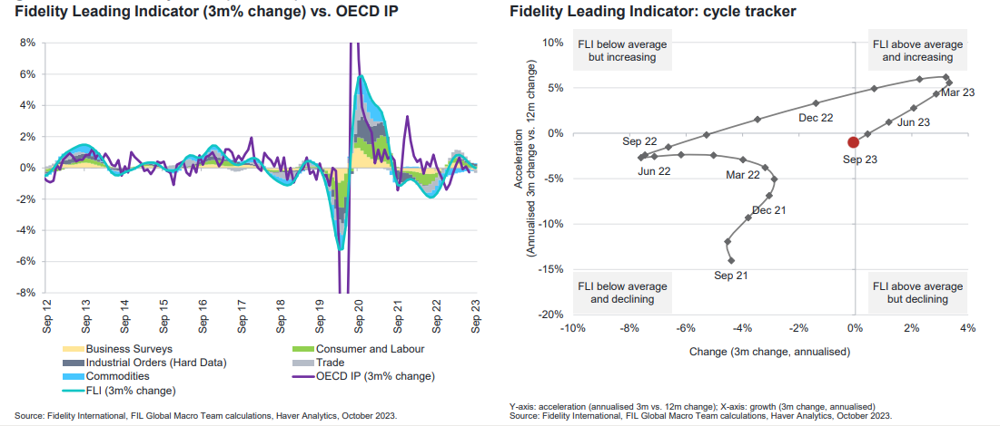 Fidelity Leading Indicator (3m% change) vs. OECD IP
8%
6%
4%
2%
0%
-2%
-4%
-6%
-8%
Sep 12
Sep 13
Sep 14
Sep 15
Sep 16
Sep 17
Sep 18
Sep 19
Sep 20
Sep 21
Sep 22
Sep 23
Business Surveys
Consumer and Labour
Industrial Orders (Hard Data)
Trade
Commodities
OECD IP (3m% change)
FLI (3m% change)
Source: Fidelity International, FIL Global Macro Team calculations, Haver Analytics, October 2023.
Fidelity Leading Indicator: cycle tracker
Acceleration
(Annualised 3m change vs. 12m change)
10%
5%
0%
-5%
-10%
-15%
-20%
FLI below average
but increasing
FLI above average
and increasing
Mar 23
Dec 22
Jun 23
Sep 22
Sep 23
Jun 22
Mar 22
Dec 21
Sep 21
FLI below average
and declining
FLI above average
but declining
-10%
-8%
-6%
-4%
-2%
0%
2%
4%
Change (3m change, annualised)
Y-axis: acceleration (annualised 3m vs. 12m change); X-axis: growth (3m change, annualised)
Source: Fidelity International, FIL Global Macro Team calculations, Haver Analytics, October 2023.